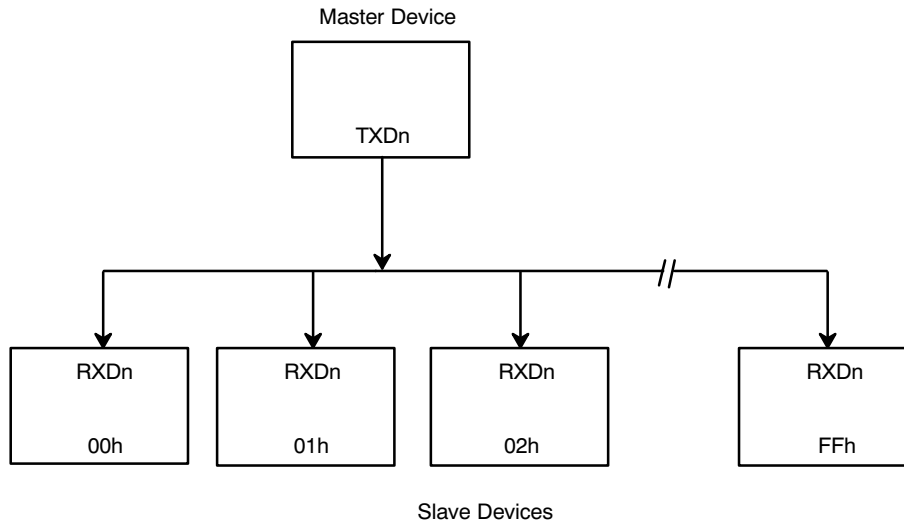 Master Device
TXDn
RXDn RXDn RXDn RXDn
00h 01h 02h FFh
Slave Devices